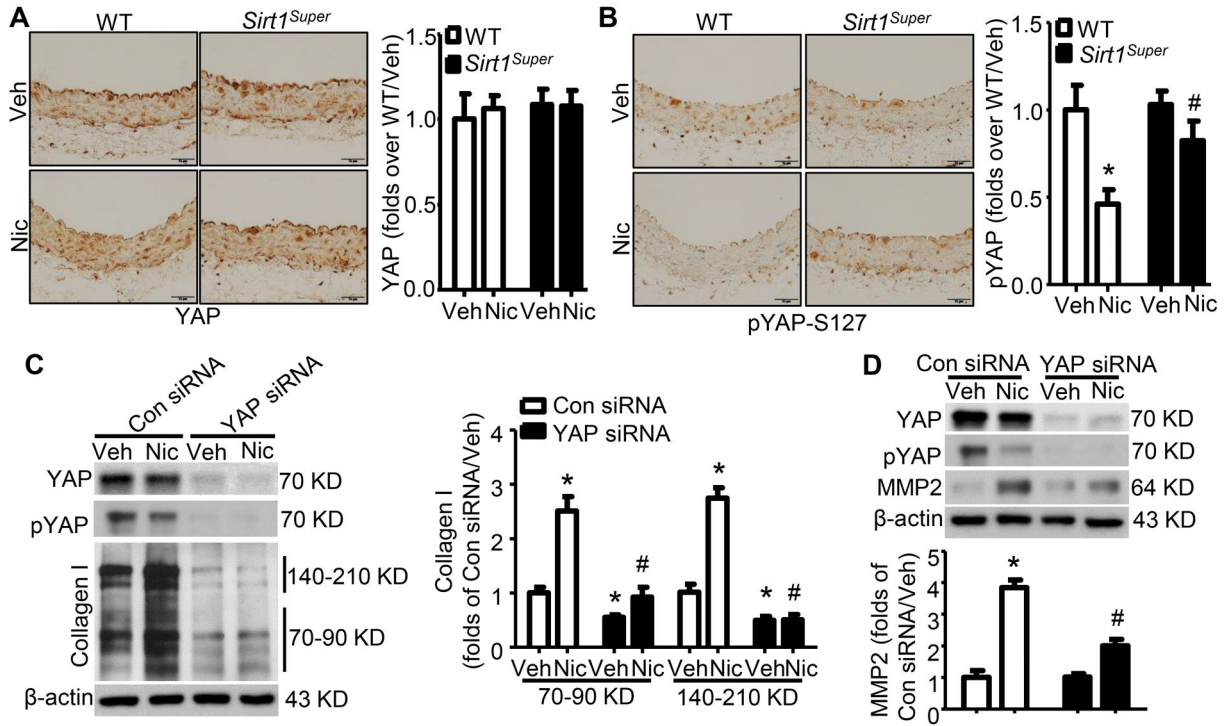 A
WT
Sirt1Super
Veh
Nic
YAP
YAP (folds over WT/Veh)
1.5
1.0
0.5
0.0
WT
Sirt1Super
Veh Nic Veh Nic
B
WT
Sirt1Super
Veh
Nic
pYAP-S127
pYAP (folds over WT/Veh)
1.5
1.0
0.5
0.0
WT
Sirt1Super
*
#
Veh Nic Veh Nic
C
Con siRNA
YAP siRNA
Veh Nic Veh Nic
YAP
70 KD
pYAP
70 KD
Collagen I
140-210 KD
70-90 KD
β-actin
43 KD
Con siRNA
YAP siRNA
Collagen I
(folds of Con siRNA/Veh)
4
3
2
1
0
* * # * * #
Veh Nic Veh Nic Veh Nic Veh Nic
70-90 KD 140-210 KD
D
Con siRNA YAP siRNA
Veh Nic Veh Nic
YAP
70 KD
pYAP
70 KD
MMP2
64 KD
β-actin
43 KD
MMP2 (folds of
Con siRNA/Veh)
5
4
3
2
1
0
*
#